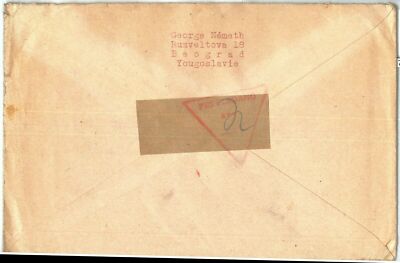 George Németh
Ruzveltova 18
Beograd
Yougoslavie